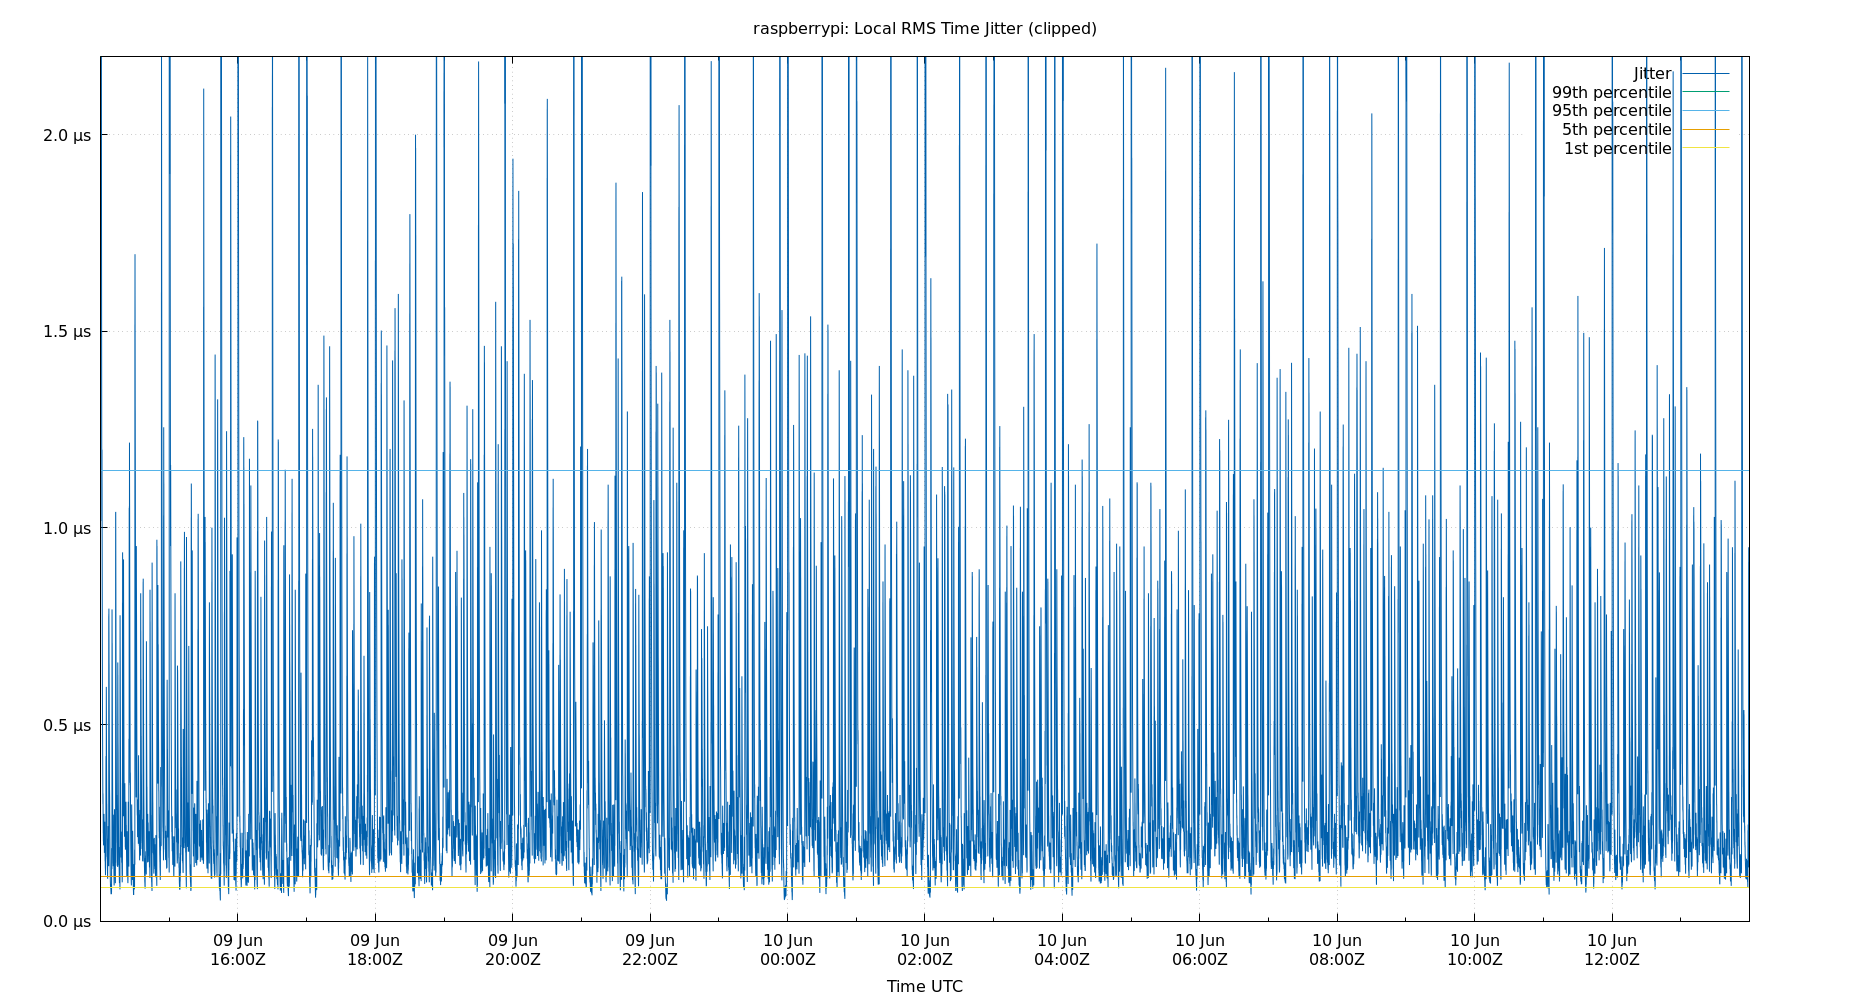 raspberrypi: Local RMS Time Jitter (clipped)
Jitter
99th percentile
95th percentile
5th percentile
1st percentile
2.0 µs
1.5 µs
1.0 µs
0.5 µs
0.0 µs
09 Jun 09 Jun 09 Jun 09 Jun 10 Jun 10 Jun 10 Jun 10 Jun 10 Jun 10 Jun 10 Jun
16:00Z 18:00Z 20:00Z 22:00Z 00:00Z 02:00Z 04:00Z 06:00Z 08:00Z 10:00Z 12:00Z
Time UTC